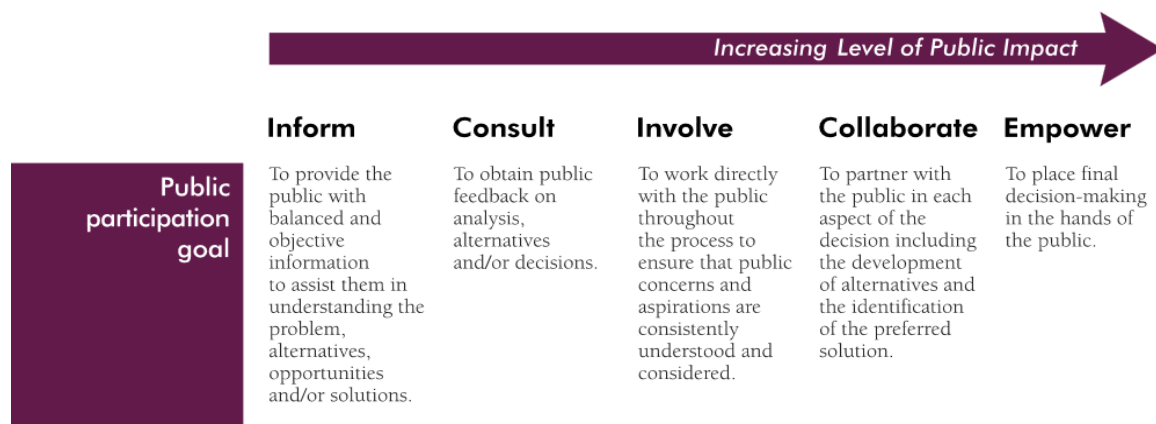 Increasing Level of Public Impact
Inform
Consult
Involve
Collaborate
Empower
Public
participation
goal
To provide the
public with
balanced and
objective
information
to assist them in
understanding the
problem,
alternatives,
opportunities
and/or solutions.
To obtain public
feedback on
analysis,
alternatives
and/or decisions.
To work directly
with the public
throughout
the process to
ensure that public
concerns and
aspirations are
consistently
understood and
considered.
To partner with
the public in each
aspect of the
decision including
the development
of alternatives and
the identification
of the preferred
solution.
To place final
decision-making
in the hands of
the public.